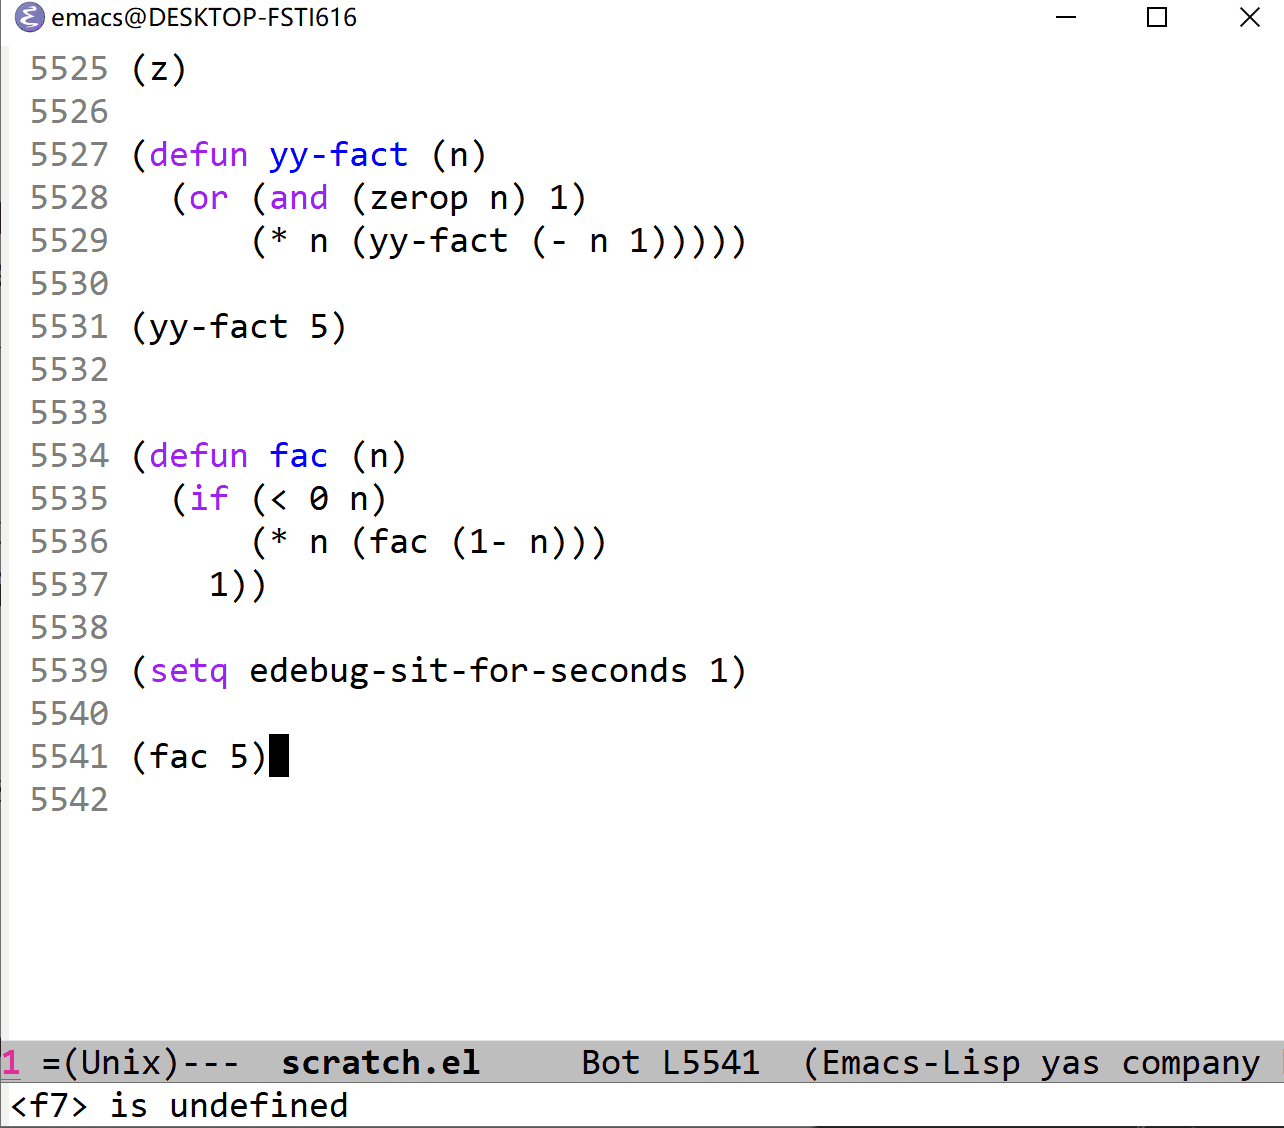 emacs@DESKTOP-FSTI616
5525 (z)
5526
5527 (defun yy-fact (n)
5528   (or (and (zerop n) 1)
5529       (* n (yy-fact (- n 1)))))
5530
5531 (yy-fact 5)
5532
5533
5534 (defun fac (n)
5535   (if (< 0 n)
5536       (* n (fac (1- n)))
5537     1))
5538
5539 (setq edebug-sit-for-seconds 1)
5540
5541 (fac 5)
5542
1 =(Unix)---  scratch.el     Bot L5541  (Emacs-Lisp yas company
<f7> is undefined